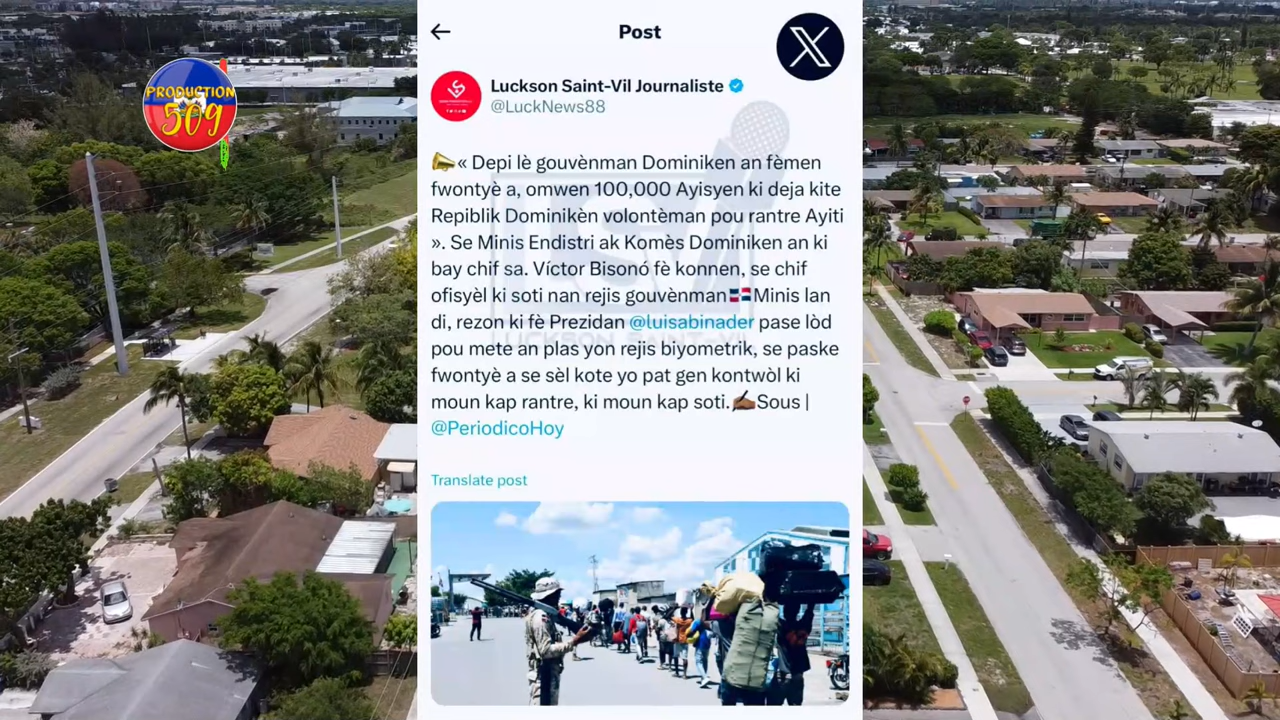 PRODUCTION
509
Post
X
Luckson Saint-Vil Journaliste
@LuckNews88
« Depi lè gouvènman Dominiken an fèmen
fwontyè a, omwen 100,000 Ayisyen ki deja kite
Repiblik Dominikèn volontèman pou rantre Ayiti
». Se Minis Endistri ak Komès Dominiken an ki
bay chif sa. Víctor Bisonó fè konnen, se chif
ofisyèl ki soti nan rejis gouvènman Minis lan
di, rezon ki fè Prezidan @luisabinader pase lòd
pou mete an plas yon rejis biyometrik, se paske
fwontyè a se sèl kote yo pat gen kontwòl ki
moun kap rantre, ki moun kap soti. Sous |
@PeriodicoHoy
LUCKSON SAINT-VIL
Translate post